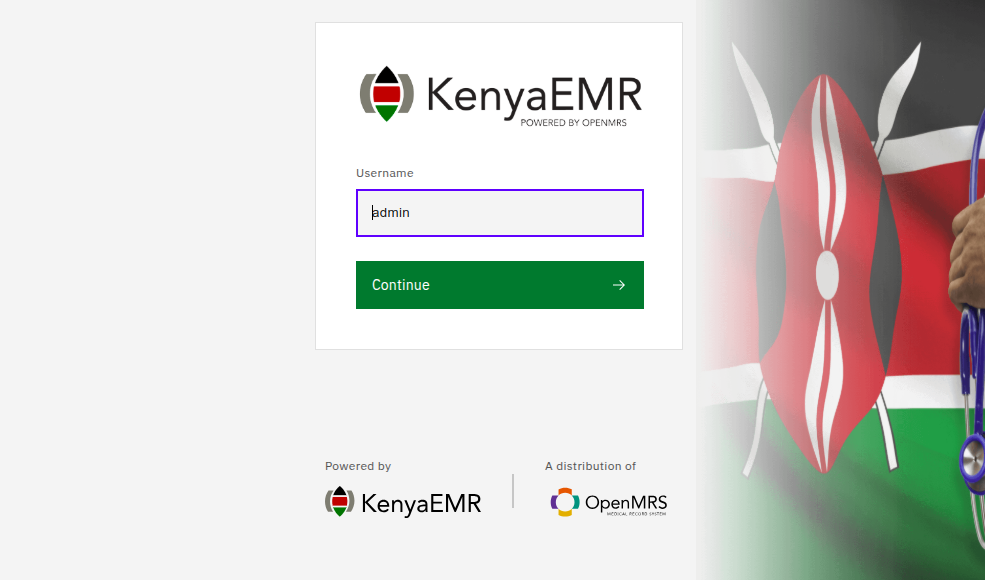 KenyaEMR
POWERED BY OPENMRS
Username
admin
Continue
Powered by
KenyaEMR
A distribution of
OpenMRS
MEDICAL RECORD SYSTEM